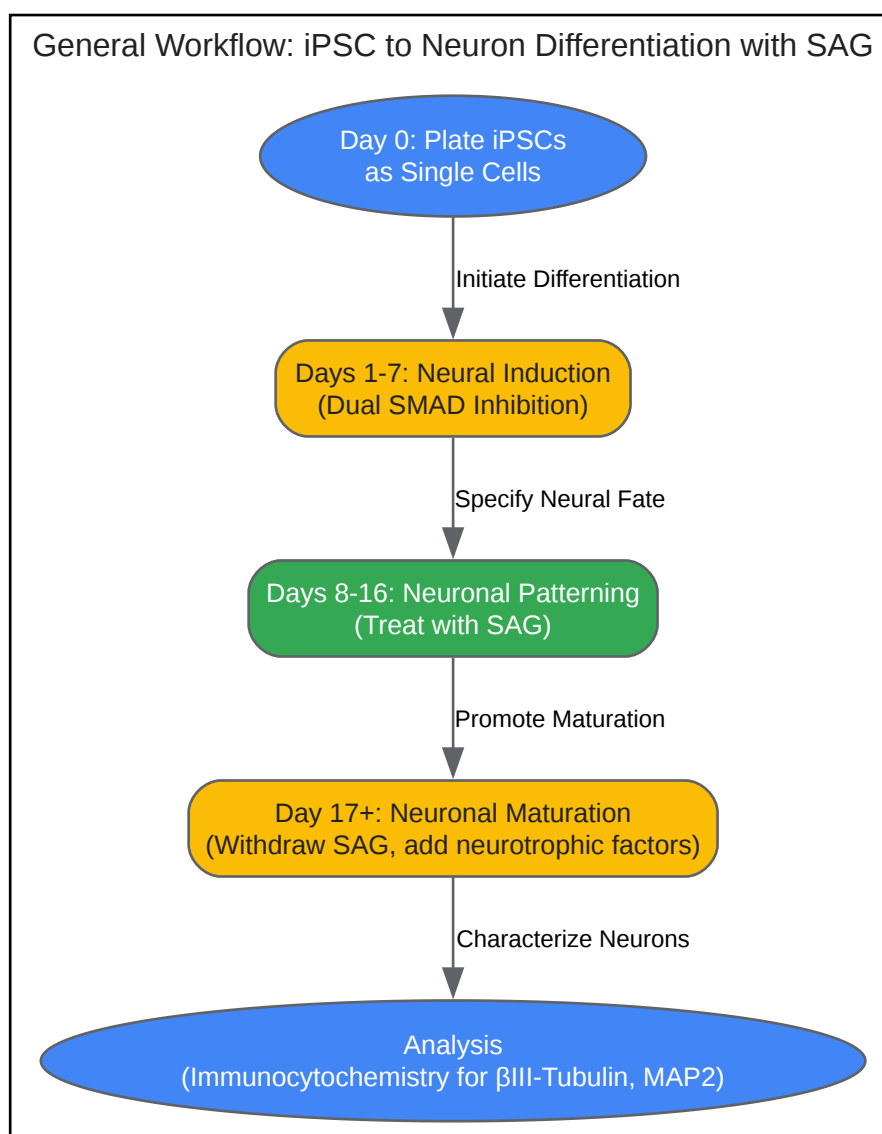 General Workflow: iPSC to Neuron Differentiation with SAG
Day 0: Plate iPSCs
as Single Cells
Initiate Differentiation
Days 1-7: Neural Induction
(Dual SMAD Inhibition)
Specify Neural Fate
Days 8-16: Neuronal Patterning
(Treat with SAG)
Promote Maturation
Day 17+: Neuronal Maturation
(Withdraw SAG, add neurotrophic factors)
Characterize Neurons
Analysis
(Immunocytochemistry for βIII-Tubulin, MAP2)